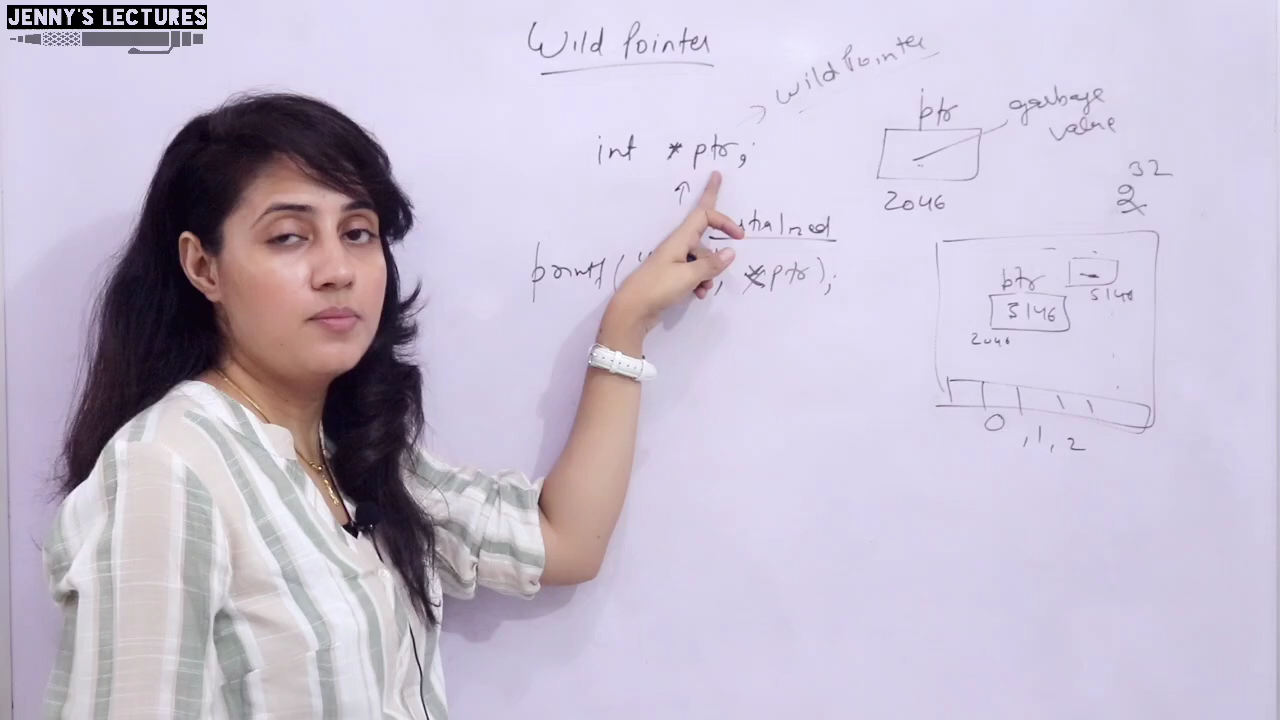 JENNY'S LECTURES
Wild Pointer
wild Pointer
int *ptr;
ptr
garbage
value
2046
2 32
printf( , *ptr);
ptr
5146
5146
2046
0 , 1 , 2